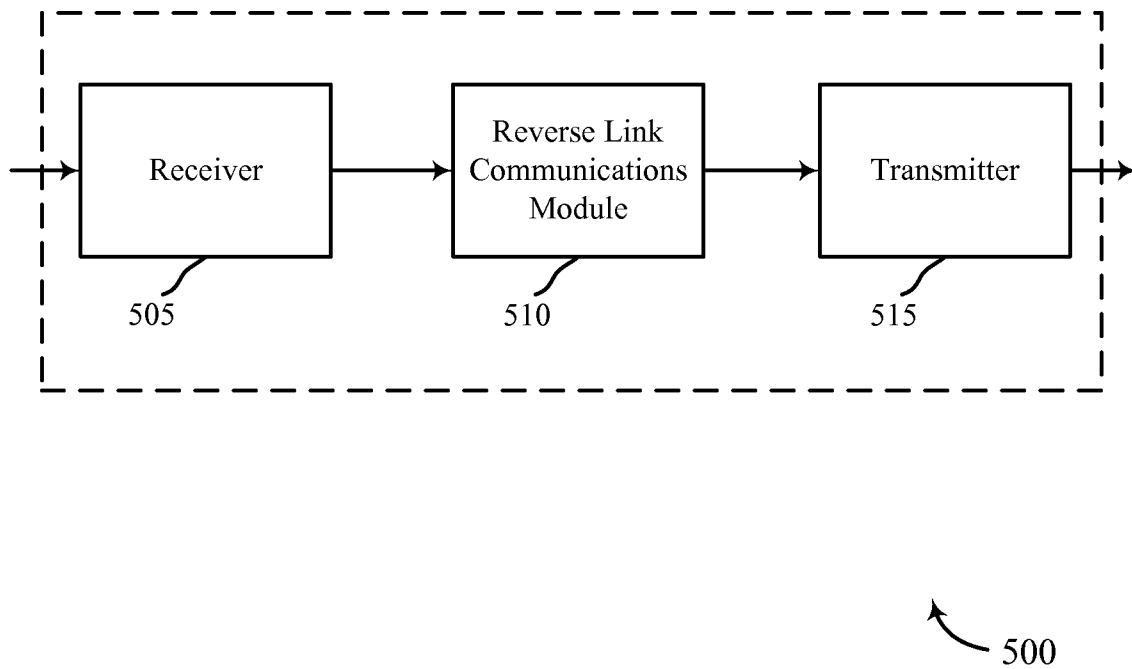 Receiver
Reverse Link
Communications
Module
Transmitter
505
510
515
500